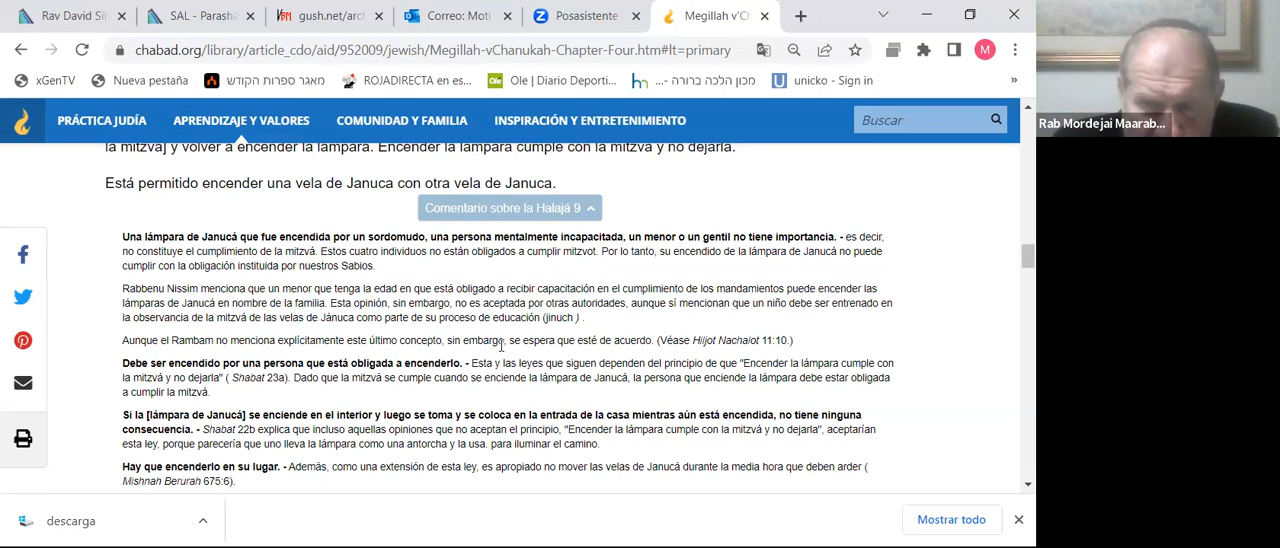 Rav David Sil
SAL - Parasha
gush.net/arc
Correo: Moti
Posasistente
Megillah v'Ch
chabad.org/library/article_cdo/aid/952009/jewish/Megillah-vChanukah-Chapter-Four.htm#lt=primary
M
xGenTV
Nueva pestaña
מאגר ספרות הקודש
ROJADIRECTA en es...
Ole | Diario Deporti...
מכון הלכה ברורה -...
unicko - Sign in
»
PRÁCTICA JUDÍA
APRENDIZAJE Y VALORES
COMUNIDAD Y FAMILIA
INSPIRACIÓN Y ENTRETENIMIENTO
Buscar
Rab Mordejai Maarab...
la mitzvá] y volver a encender la lámpara. Encender la lámpara cumple con la mitzvá y no dejarla.
Está permitido encender una vela de Januca con otra vela de Januca.
Comentario sobre la Halajá 9
Una lámpara de Janucá que fue encendida por un sordomudo, una persona mentalmente incapacitada, un menor o un gentil no tiene importancia. - es decir,
no constituye el cumplimiento de la mitzvá. Estos cuatro individuos no están obligados a cumplir mitzvot. Por lo tanto, su encendido de la lámpara de Janucá no puede
cumplir con la obligación instituida por nuestros Sabios.
Rabbenu Nissim menciona que un menor que tenga la edad en que está obligado a recibir capacitación en el cumplimiento de los mandamientos puede encender las
lámparas de Janucá en nombre de la familia. Esta opinión, sin embargo, no es aceptada por otras autoridades, aunque sí mencionan que un niño debe ser entrenado en
la observancia de la mitzvá de las velas de Jánuca como parte de su proceso de educación (jinuch ) .
Aunque el Rambam no menciona explícitamente este último concepto, sin embargo, se espera que esté de acuerdo. (Véase Hiljot Nachalot 11:10.)
Debe ser encendido por una persona que está obligada a encenderlo. - Esta y las leyes que siguen dependen del principio de que "Encender la lámpara cumple con
la mitzvá y no dejarla" ( Shabat 23a). Dado que la mitzvá se cumple cuando se enciende la lámpara de Janucá, la persona que enciende la lámpara debe estar obligada
a cumplir la mitzvá.
Si la [lámpara de Janucá] se enciende en el interior y luego se toma y se coloca en la entrada de la casa mientras aún está encendida, no tiene ninguna
consecuencia. - Shabat 22b explica que incluso aquellas opiniones que no aceptan el principio, "Encender la lámpara cumple con la mitzvá y no dejarla", aceptarían
esta ley, porque parecería que uno lleva la lámpara como una antorcha y la usa. para iluminar el camino.
Hay que encenderlo en su lugar. - Además, como una extensión de esta ley, es apropiado no mover las velas de Janucá durante la media hora que deben arder (
Mishnah Berurah 675:6).
descarga
Mostrar todo